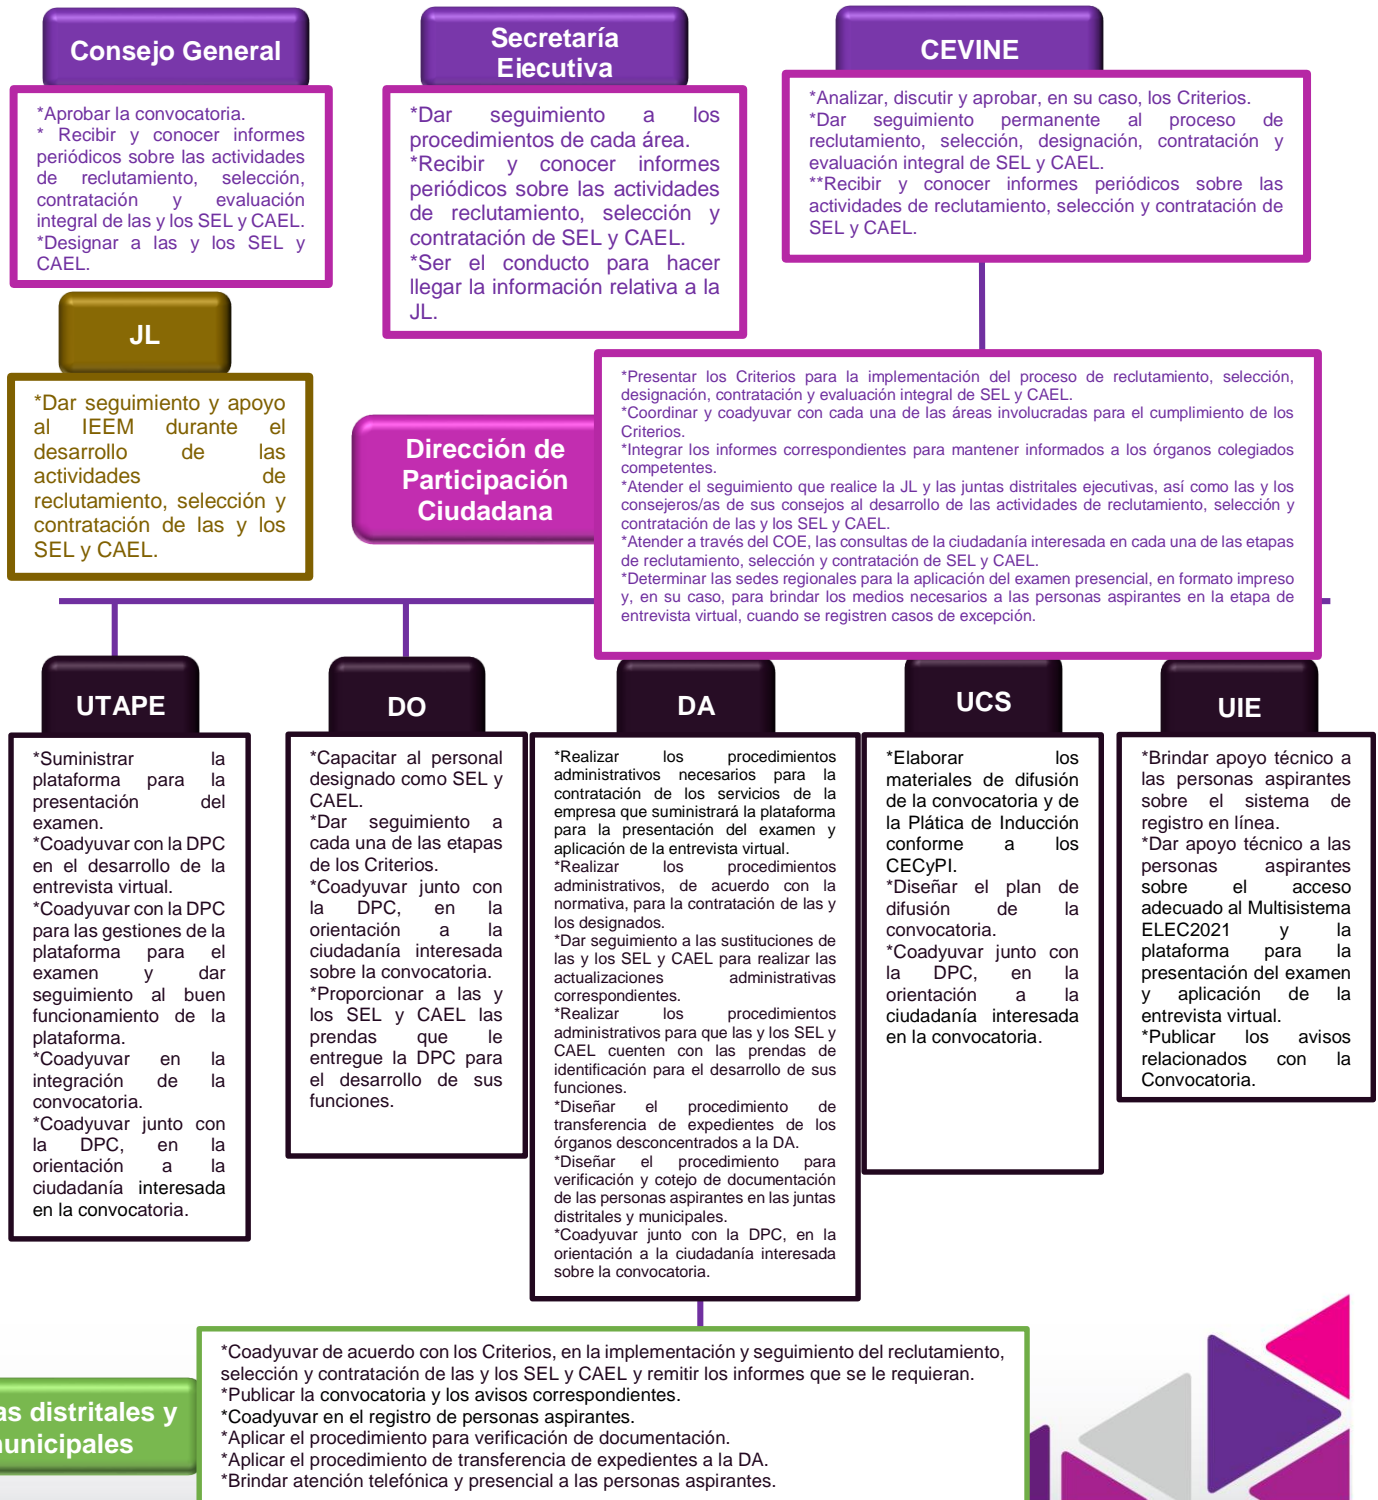 Consejo General
*Aprobar la convocatoria.
* Recibir y conocer informes
periódicos sobre las actividades
de reclutamiento, selección,
contratación y evaluación
integral de las y los SEL y CAEL.
*Designar a las y los SEL y
CAEL.
Secretaría
Ejecutiva
*Dar seguimiento a los
procedimientos de cada área.
*Recibir y conocer informes
periódicos sobre las actividades
de reclutamiento, selección y
contratación de SEL y CAEL.
*Ser el conducto para hacer
llegar la información relativa a la
JL.
CEVINE
*Analizar, discutir y aprobar, en su caso, los Criterios.
*Dar seguimiento permanente al proceso de
reclutamiento, selección, designación, contratación y
evaluación integral de SEL y CAEL.
**Recibir y conocer informes periódicos sobre las
actividades de reclutamiento, selección y contratación de
SEL y CAEL.
JL
*Dar seguimiento y apoyo
al IEEM durante el
desarrollo de las
actividades de
reclutamiento, selección y
contratación de las y los
SEL y CAEL.
Dirección de
Participación
Ciudadana
*Presentar los Criterios para la implementación del proceso de reclutamiento, selección,
designación, contratación y evaluación integral de SEL y CAEL.
*Coordinar y coadyuvar con cada una de las áreas involucradas para el cumplimiento de los
Criterios.
*Integrar los informes correspondientes para mantener informados a los órganos colegiados
competentes.
*Atender el seguimiento que realice la JL y las juntas distritales ejecutivas, así como las y los
consejeros/as de sus consejos al desarrollo de las actividades de reclutamiento, selección y
contratación de las y los SEL y CAEL.
*Atender a través del COE, las consultas de la ciudadanía interesada en cada una de las etapas
de reclutamiento, selección y contratación de SEL y CAEL.
*Determinar las sedes regionales para la aplicación del examen presencial, en formato impreso
y, en su caso, para brindar los medios necesarios a las personas aspirantes en la etapa de
entrevista virtual, cuando se registren casos de excepción.
UTAPE
*Suministrar la
plataforma para la
presentación del
examen.
*Coadyuvar con la DPC
en el desarrollo de la
entrevista virtual.
*Coadyuvar con la DPC
para las gestiones de la
plataforma para el
examen y dar
seguimiento al buen
funcionamiento de la
plataforma.
*Coadyuvar en la
integración de la
convocatoria.
*Coadyuvar junto con
la DPC, en la
orientación a la
ciudadanía interesada
en la convocatoria.
DO
*Capacitar al personal
designado como SEL y
CAEL.
*Dar seguimiento a
cada una de las etapas
de los Criterios.
*Coadyuvar junto con
la DPC, en la
orientación a la
ciudadanía interesada
sobre la convocatoria.
*Proporcionar a las y
los SEL y CAEL las
prendas que le
entregue la DPC para
el desarrollo de sus
funciones.
DA
*Realizar los procedimientos
administrativos necesarios para la
contratación de los servicios de la
empresa que suministrará la plataforma
para la presentación del examen y
aplicación de la entrevista virtual.
*Realizar los procedimientos
administrativos, de acuerdo con la
normativa, para la contratación de las y
los designados.
*Dar seguimiento a las sustituciones de
las y los SEL y CAEL para realizar las
actualizaciones administrativas
correspondientes.
*Realizar los procedimientos
administrativos para que las y los SEL y
CAEL cuenten con las prendas de
identificación para el desarrollo de sus
funciones.
*Diseñar el procedimiento de
transferencia de expedientes de los
órganos desconcentrados a la DA.
*Diseñar el procedimiento para
verificación y cotejo de documentación
de las personas aspirantes en las juntas
distritales y municipales.
*Coadyuvar junto con la DPC, en la
orientación a la ciudadanía interesada
sobre la convocatoria.
UCS
*Elaborar los
materiales de difusión
de la convocatoria y de
la Plática de Inducción
conforme a los
CECyPI.
*Diseñar el plan de
difusión de la
convocatoria.
*Coadyuvar junto con
la DPC, en la
orientación a la
ciudadanía interesada
en la convocatoria.
UIE
*Brindar apoyo técnico a
las personas aspirantes
sobre el sistema de
registro en línea.
*Dar apoyo técnico a las
personas aspirantes
sobre el acceso
adecuado al Multisistema
ELEC2021 y la
plataforma para la
presentación del examen
y aplicación de la
entrevista virtual.
*Publicar los avisos
relacionados con la
Convocatoria.
as distritales y
unicipales
*Coadyuvar de acuerdo con los Criterios, en la implementación y seguimiento del reclutamiento,
selección y contratación de las y los SEL y CAEL y remitir los informes que se le requieran.
*Publicar la convocatoria y los avisos correspondientes.
*Coadyuvar en el registro de personas aspirantes.
*Aplicar el procedimiento para verificación de documentación.
*Aplicar el procedimiento de transferencia de expedientes a la DA.
*Brindar atención telefónica y presencial a las personas aspirantes.